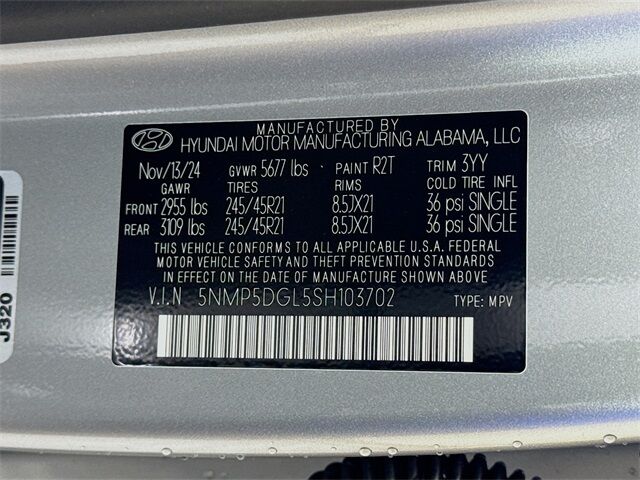 MANUFACTURED BY
HYUNDAI MOTOR MANUFACTURING ALABAMA, LLC
Nov/13/24 GVWR 5677 lbs PAINT R2T TRIM 3YY
GAWR TIRES RIMS COLD TIRE INFL
FRONT 2955 lbs 245/45R21 8.5JX21 36 psi SINGLE
REAR 3109 lbs 245/45R21 8.5JX21 36 psi SINGLE
THIS VEHICLE CONFORMS TO ALL APPLICABLE U.S.A. FEDERAL
MOTOR VEHICLE SAFETY AND THEFT PREVENTION STANDARDS
IN EFFECT ON THE DATE OF MANUFACTURE SHOWN ABOVE.
V.I.N 5NMP5DGL5SH103702 TYPE: MPV
J320